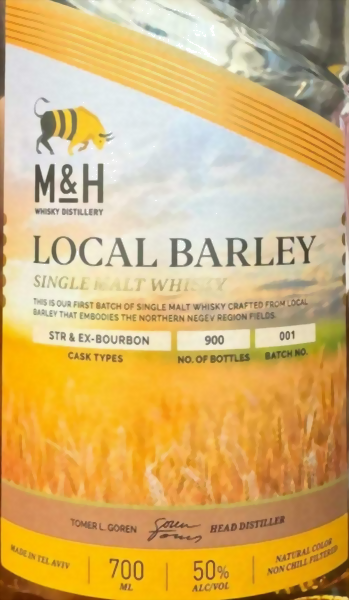 M&H
WHISKY DISTILLERY
LOCAL BARLEY
SINGLE MALT WHISKY
THIS IS OUR FIRST BATCH OF SINGLE MALT WHISKY CRAFTED FROM LOCAL
BARLEY THAT EMBODIES THE NORTHERN NEGEV REGION FIELDS.
STR & EX-BOURBON 900 001
CASK TYPES NO. OF BOTTLES BATCH NO.
TOMER L. GOREN HEAD DISTILLER
MADE IN TEL AVIV
700
ML
50%
ALC/VOL
NATURAL COLOR
NON CHILL FILTERED